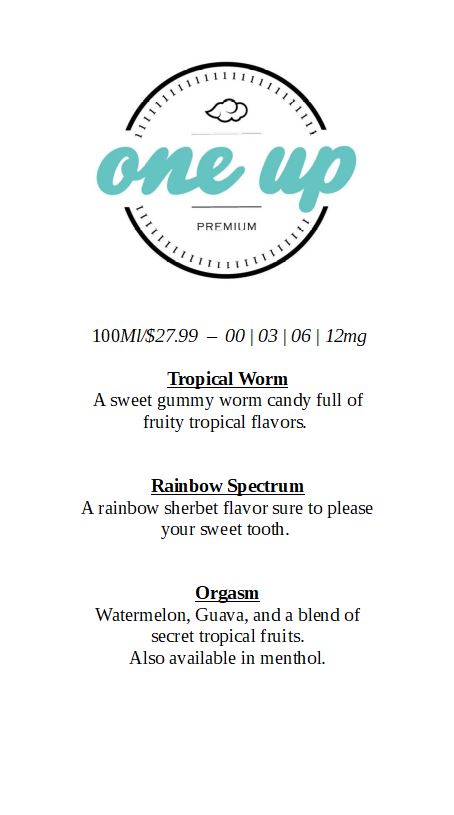 one up
PREMIUM
100Ml/$27.99 – 00 | 03 | 06 | 12mg
Tropical Worm
A sweet gummy worm candy full of
fruity tropical flavors.
Rainbow Spectrum
A rainbow sherbet flavor sure to please
your sweet tooth.
Orgasm
Watermelon, Guava, and a blend of
secret tropical fruits.
Also available in menthol.